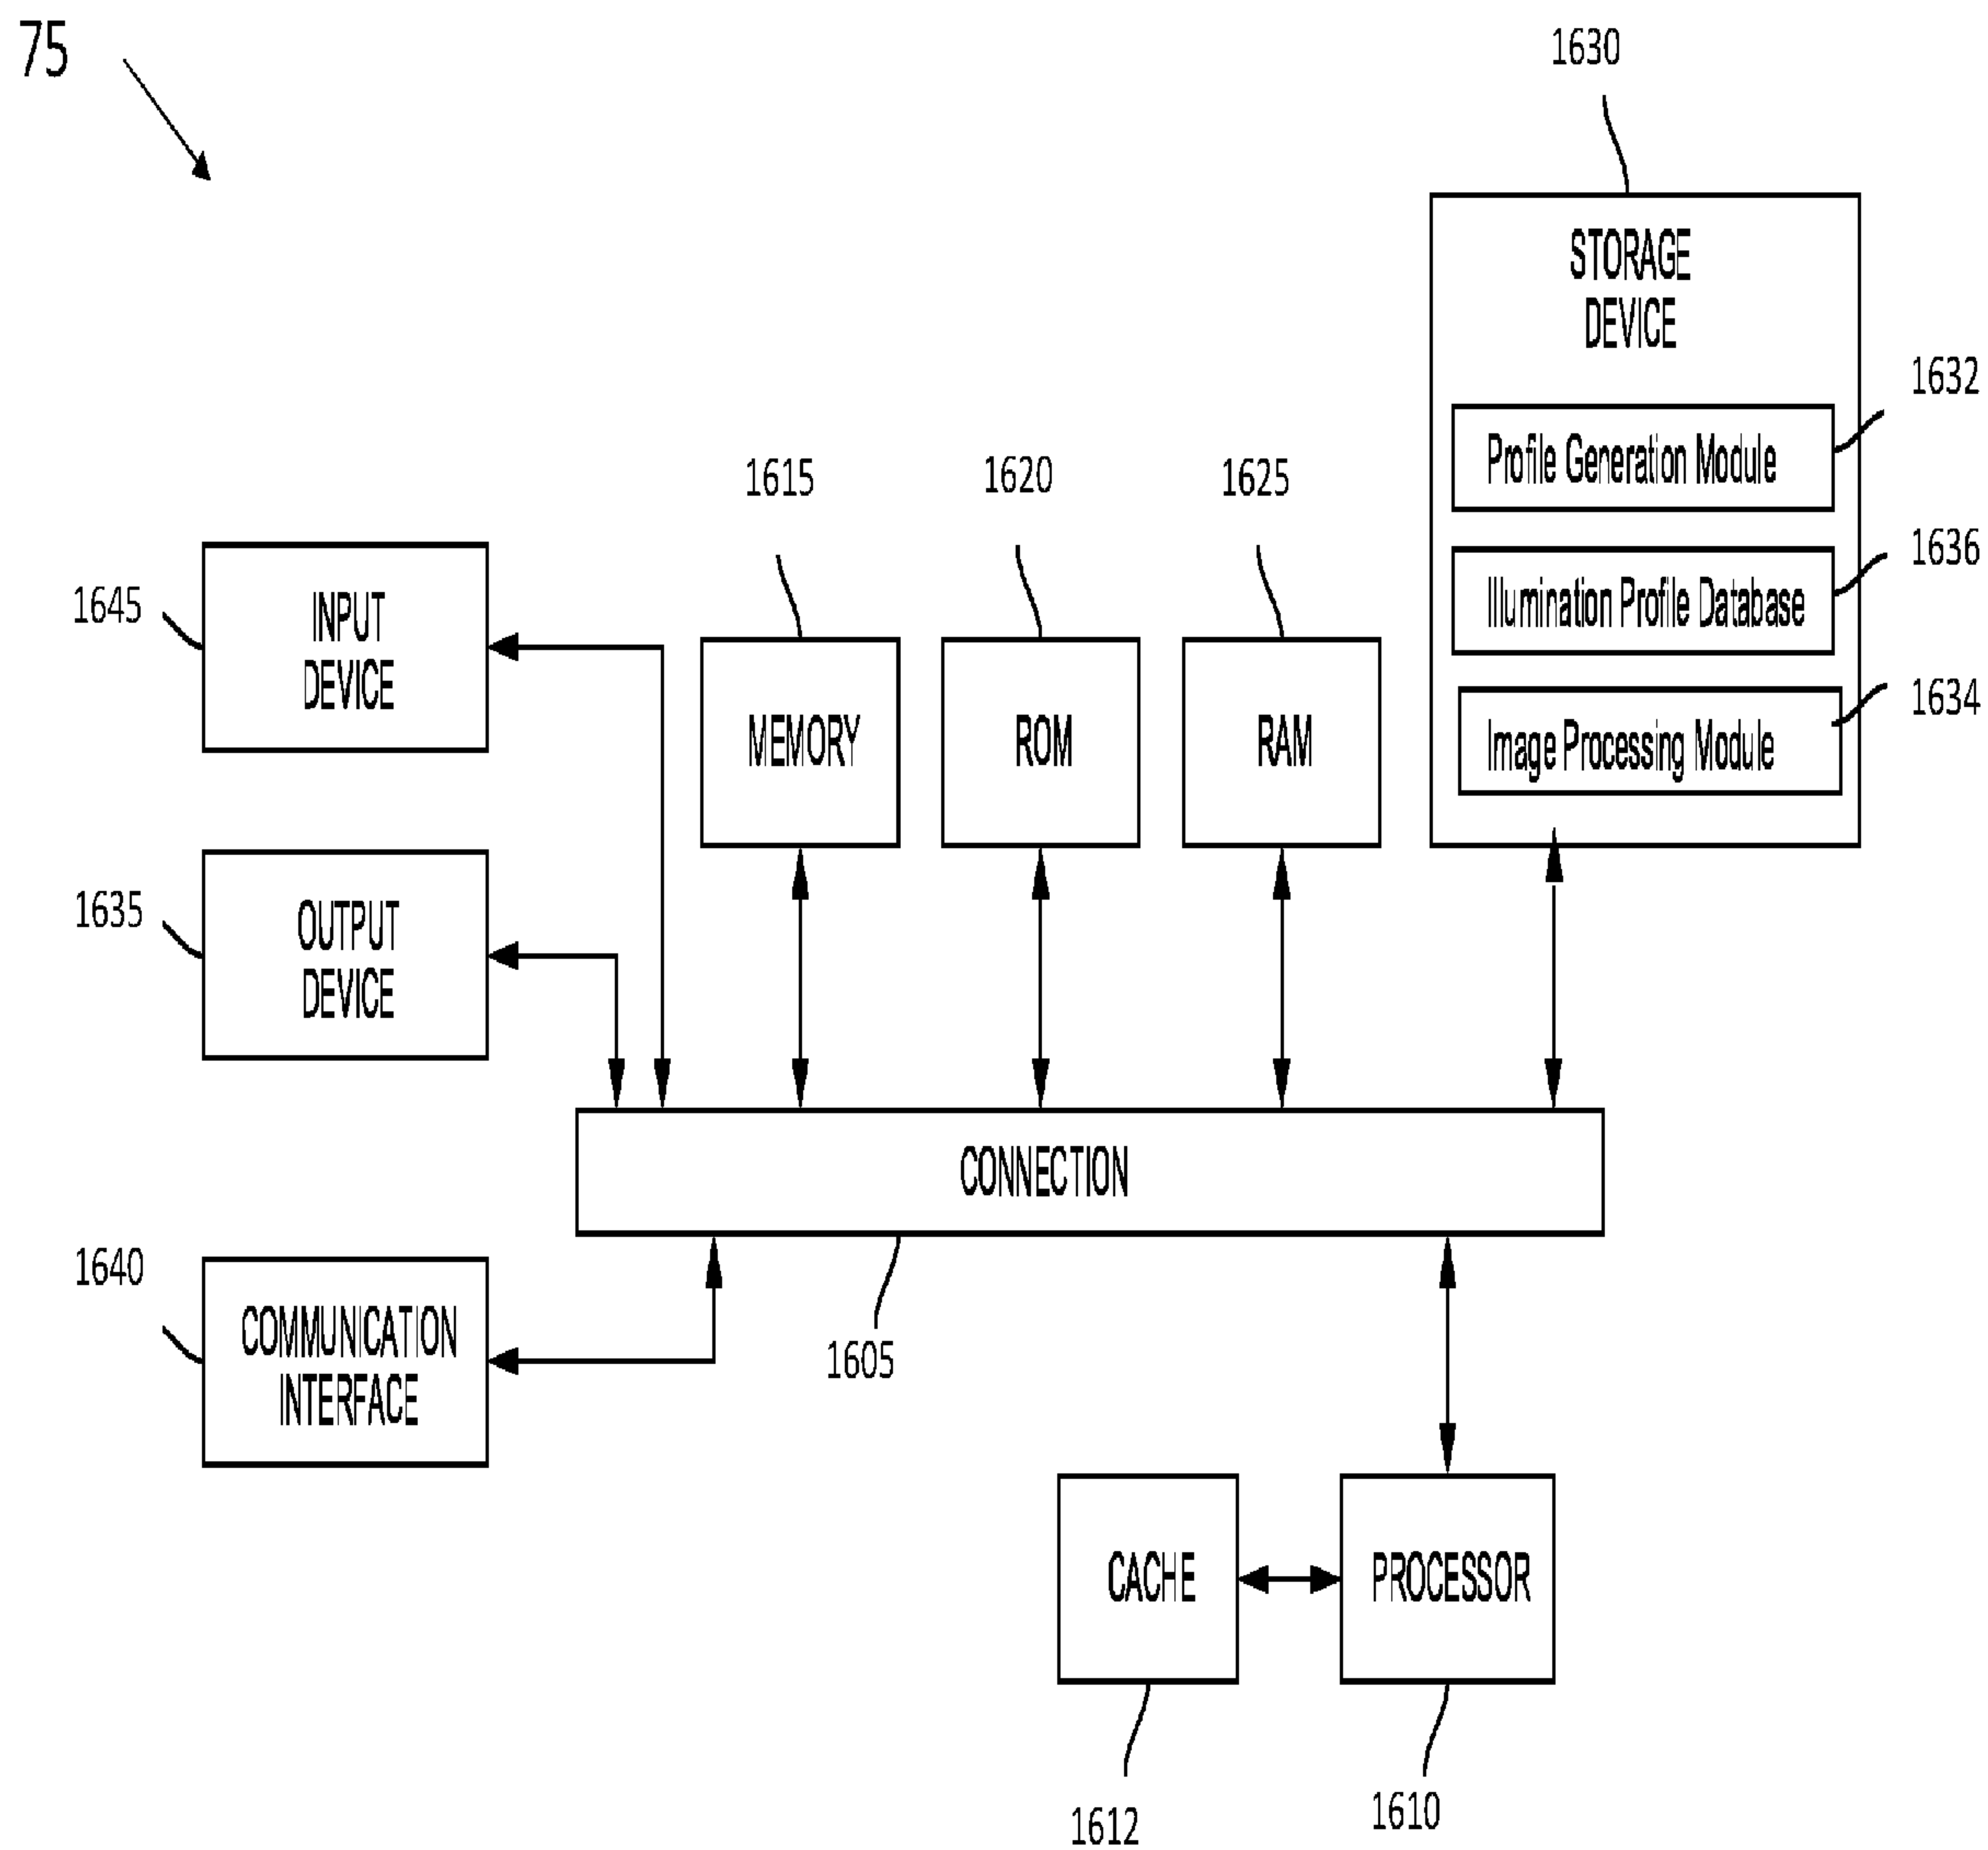 75
1630
STORAGE
DEVICE
1632
Profile Generation Module
1636
Illumination Profile Database
1634
Image Processing Module
1615
1620
1625
MEMORY
ROM
RAM
1645
INPUT
DEVICE
1635
OUTPUT
DEVICE
CONNECTION
1605
1640
COMMUNICATION
INTERFACE
CACHE
PROCESSOR
1612
1610